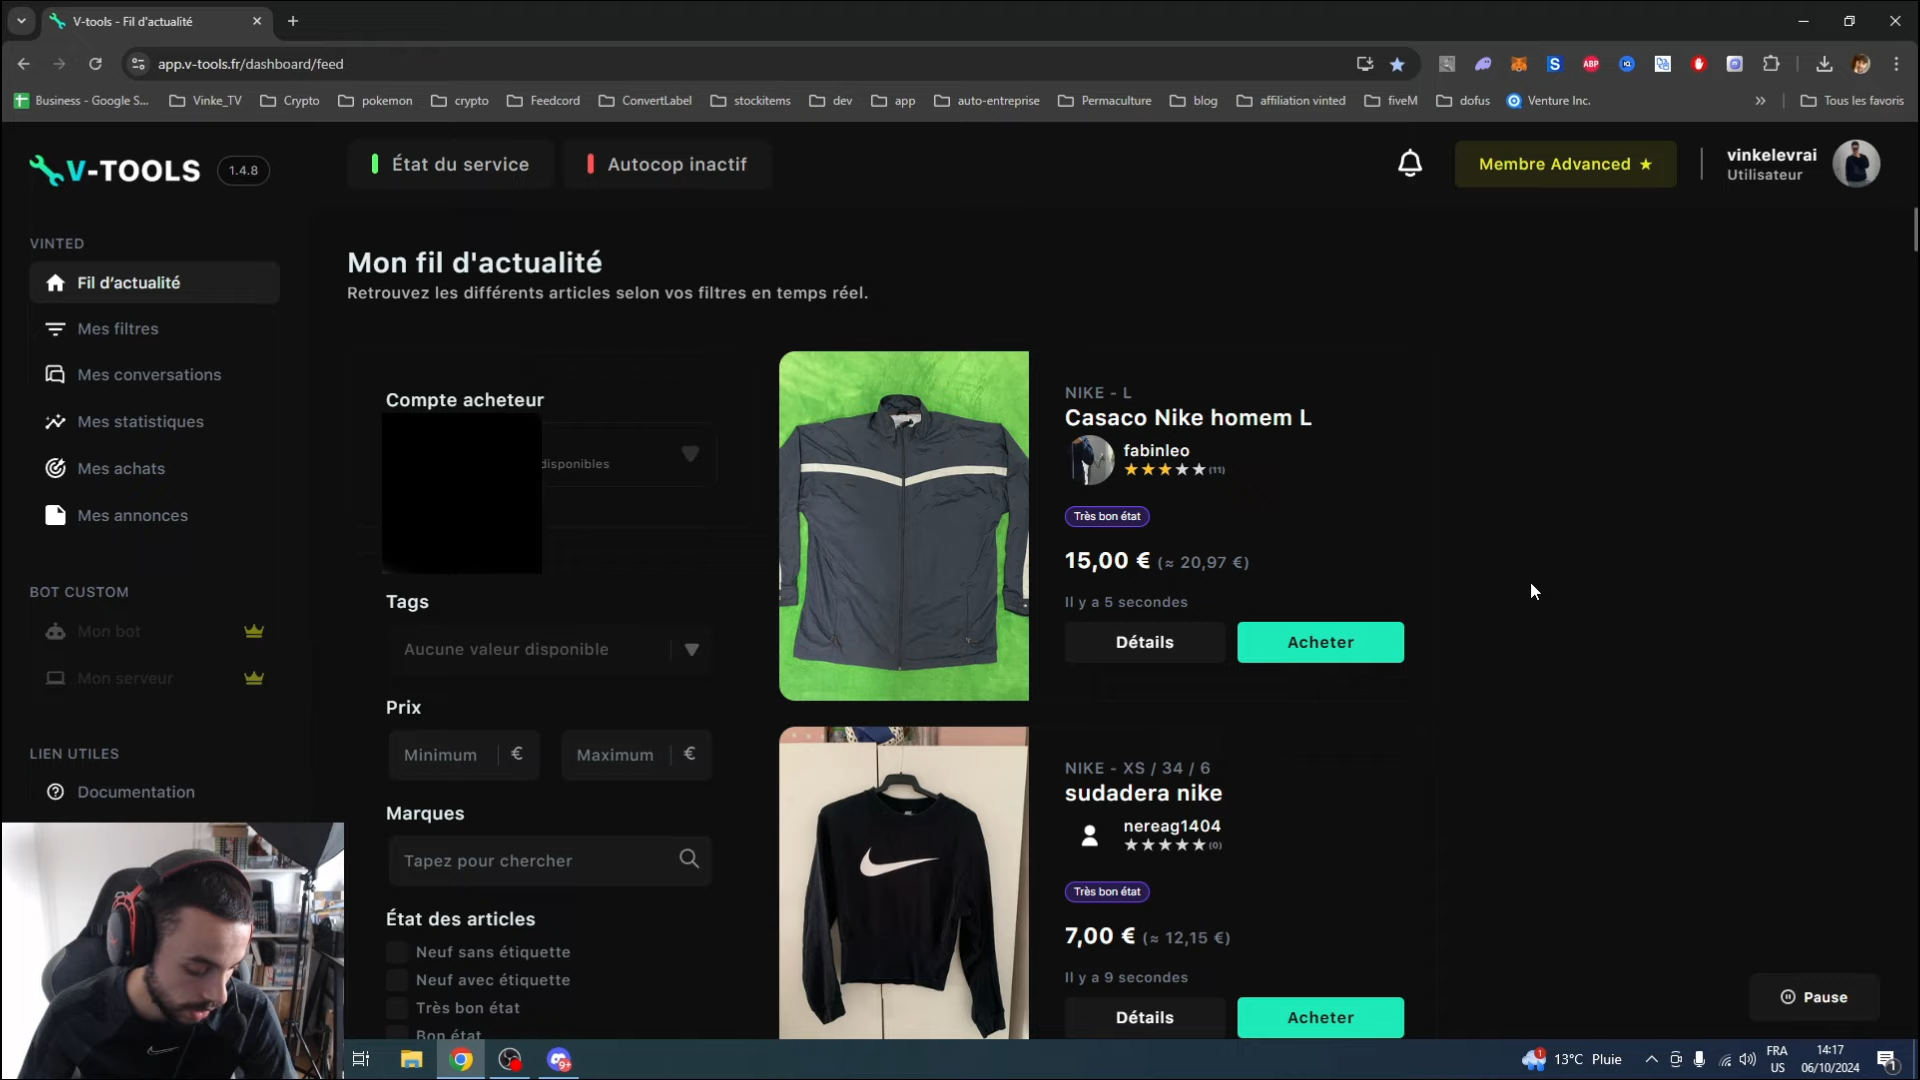 V-tools - Fil d'actualité
app.v-tools.fr/dashboard/feed
Business - Google S...
Vinke_TV
Crypto
pokemon
crypto
Feedcord
ConvertLabel
stockitems
dev
app
auto-entreprise
Permaculture
blog
affiliation vinted
fiveM
dofus
Venture Inc.
Tous les favoris
V-TOOLS
1.4.8
État du service
Autocop inactif
Membre Advanced ★
vinkelevrai
Utilisateur
VINTED
Fil d'actualité
Mes filtres
Mes conversations
Mes statistiques
Mes achats
Mes annonces
BOT CUSTOM
Mon bot
Mon serveur
LIEN UTILES
Documentation
Mon fil d'actualité
Retrouvez les différents articles selon vos filtres en temps réel.
Compte acheteur
disponibles
Tags
Aucune valeur disponible
Prix
Minimum €
Maximum €
Marques
Tapez pour chercher
État des articles
Neuf sans étiquette
Neuf avec étiquette
Très bon état
Bon état
NIKE - L
Casaco Nike homem L
fabinleo
★★★★★ (11)
Très bon état
15,00 € (≈ 20,97 €)
Il y a 5 secondes
Détails
Acheter
NIKE - XS / 34 / 6
sudadera nike
nereag1404
★★★★★ (0)
Très bon état
7,00 € (≈ 12,15 €)
Il y a 9 secondes
Détails
Acheter
Pause
13°C Pluie
FRA
US
14:17
06/10/2024